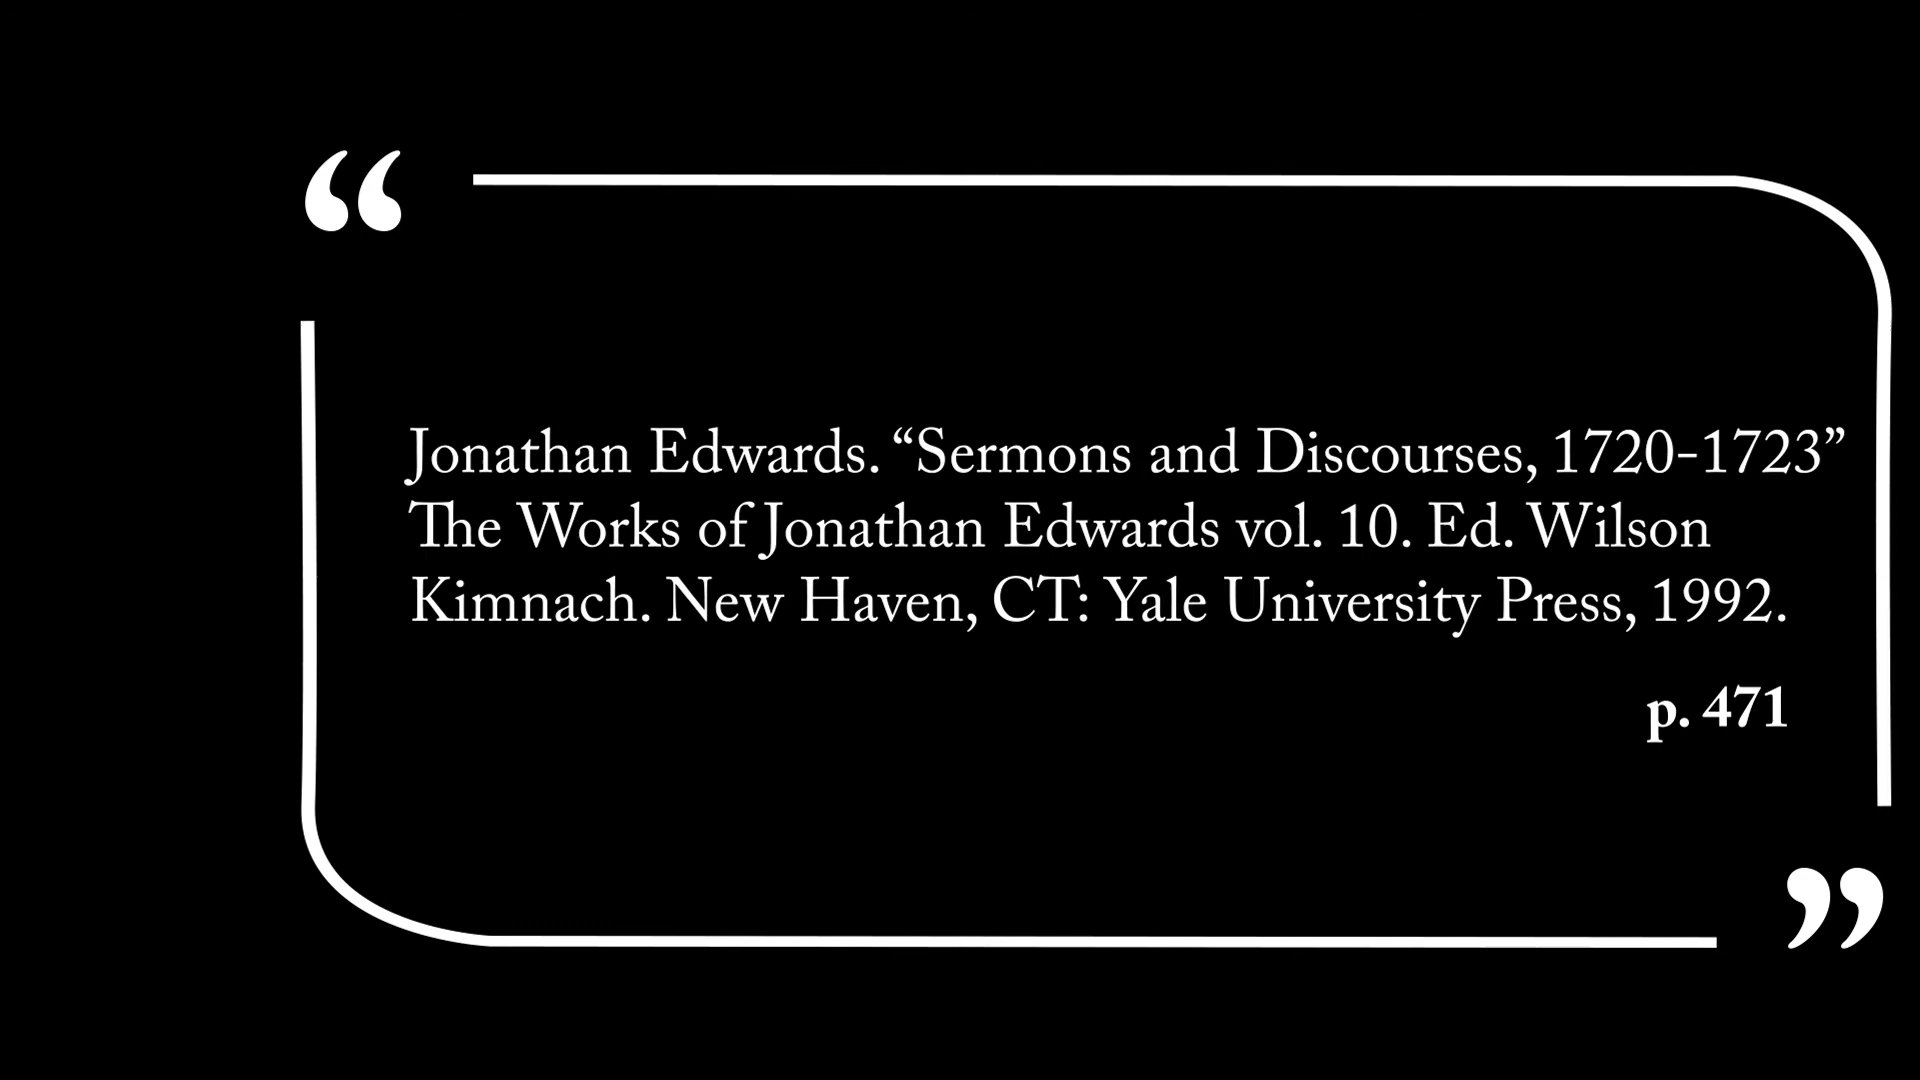 “
Jonathan Edwards. “Sermons and Discourses, 1720-1723”
The Works of Jonathan Edwards vol. 10. Ed. Wilson
Kimnach. New Haven, CT: Yale University Press, 1992.
p. 471
”